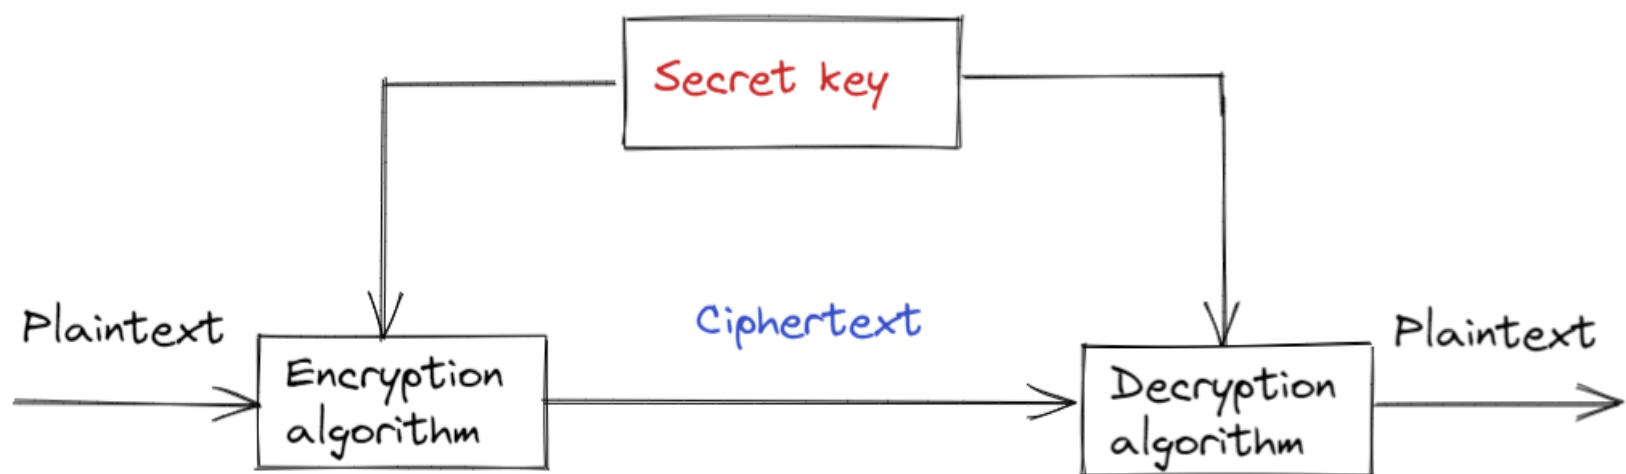 Secret key
Plaintext
Ciphertext
Plaintext
Encryption
algorithm
Decryption
algorithm